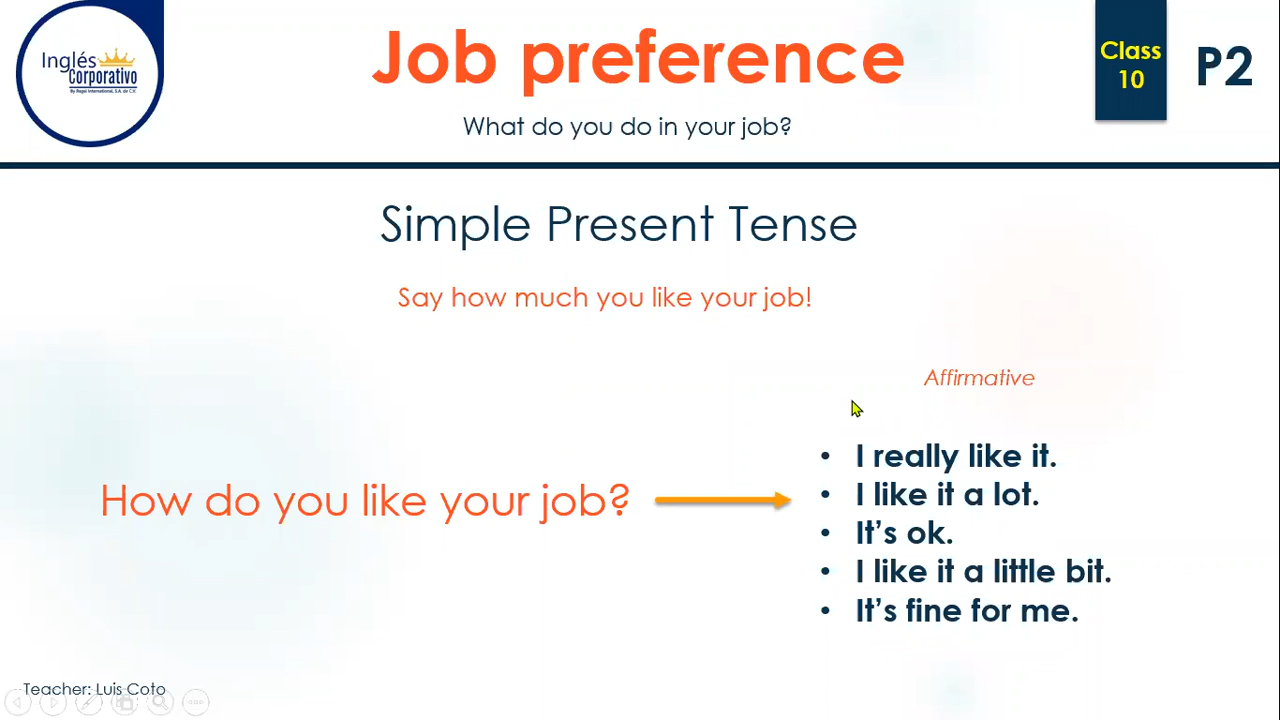 Inglés
Corporativo
By Regal International, S.A. de C.V.
Job preference
What do you do in your job?
Class
10
P2
Simple Present Tense
Say how much you like your job!
Affirmative
How do you like your job?
• I really like it.
• I like it a lot.
• It's ok.
• I like it a little bit.
• It's fine for me.
Teacher: Luis Coto